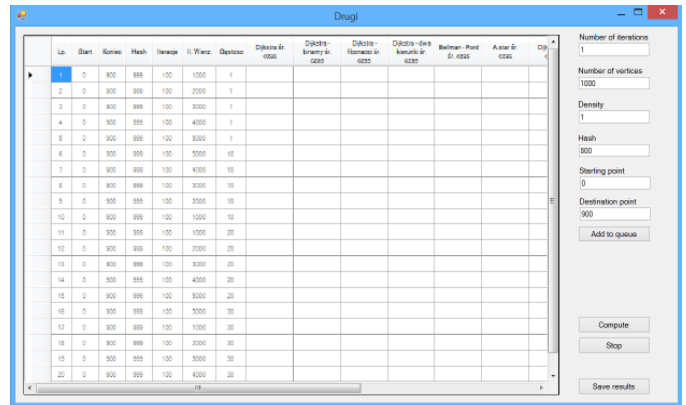 Drugi
Lp. Start Koniec Hash Iteracje Il. Wierz. Gęstosc Dijkstra śr. czas Dijkstra - binarny śr. czas Dijkstra - fibonacci śr. czas Dijkstra - dwa kierunki śr czas Bellman - Ford śr. czas A star śr. czas
1 0 900 999 100 1000 1
2 0 900 999 100 2000 1
3 0 900 999 100 3000 1
4 0 900 999 100 4000 1
5 0 900 999 100 5000 1
6 0 900 999 100 5000 10
7 0 900 999 100 4000 10
8 0 900 999 100 3000 10
9 0 900 999 100 2000 10
10 0 900 999 100 1000 10
11 0 900 999 100 1000 20
12 0 900 999 100 2000 20
13 0 900 999 100 3000 20
14 0 900 999 100 4000 20
15 0 900 999 100 5000 20
16 0 900 999 100 5000 30
17 0 900 999 100 1000 30
18 0 900 999 100 2000 30
19 0 900 999 100 3000 30
20 0 900 999 100 4000 30
Number of iterations
1
Number of vertices
1000
Density
1
Hash
800
Starting point
0
Destination point
900
Add to queue
Compute
Stop
Save results